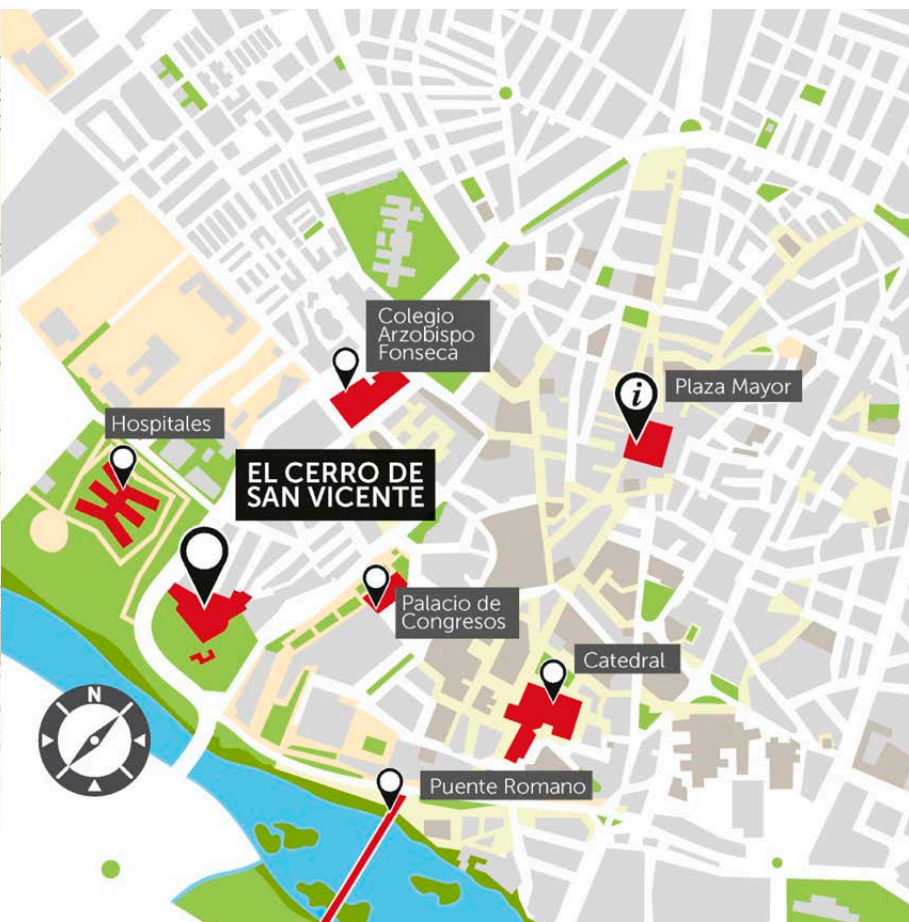 Colegio
Arzobispo
Fonseca
i
Plaza Mayor
Hospitales
EL CERRO DE
SAN VICENTE
Palacio de
Congresos
Catedral
N
Puente Romano